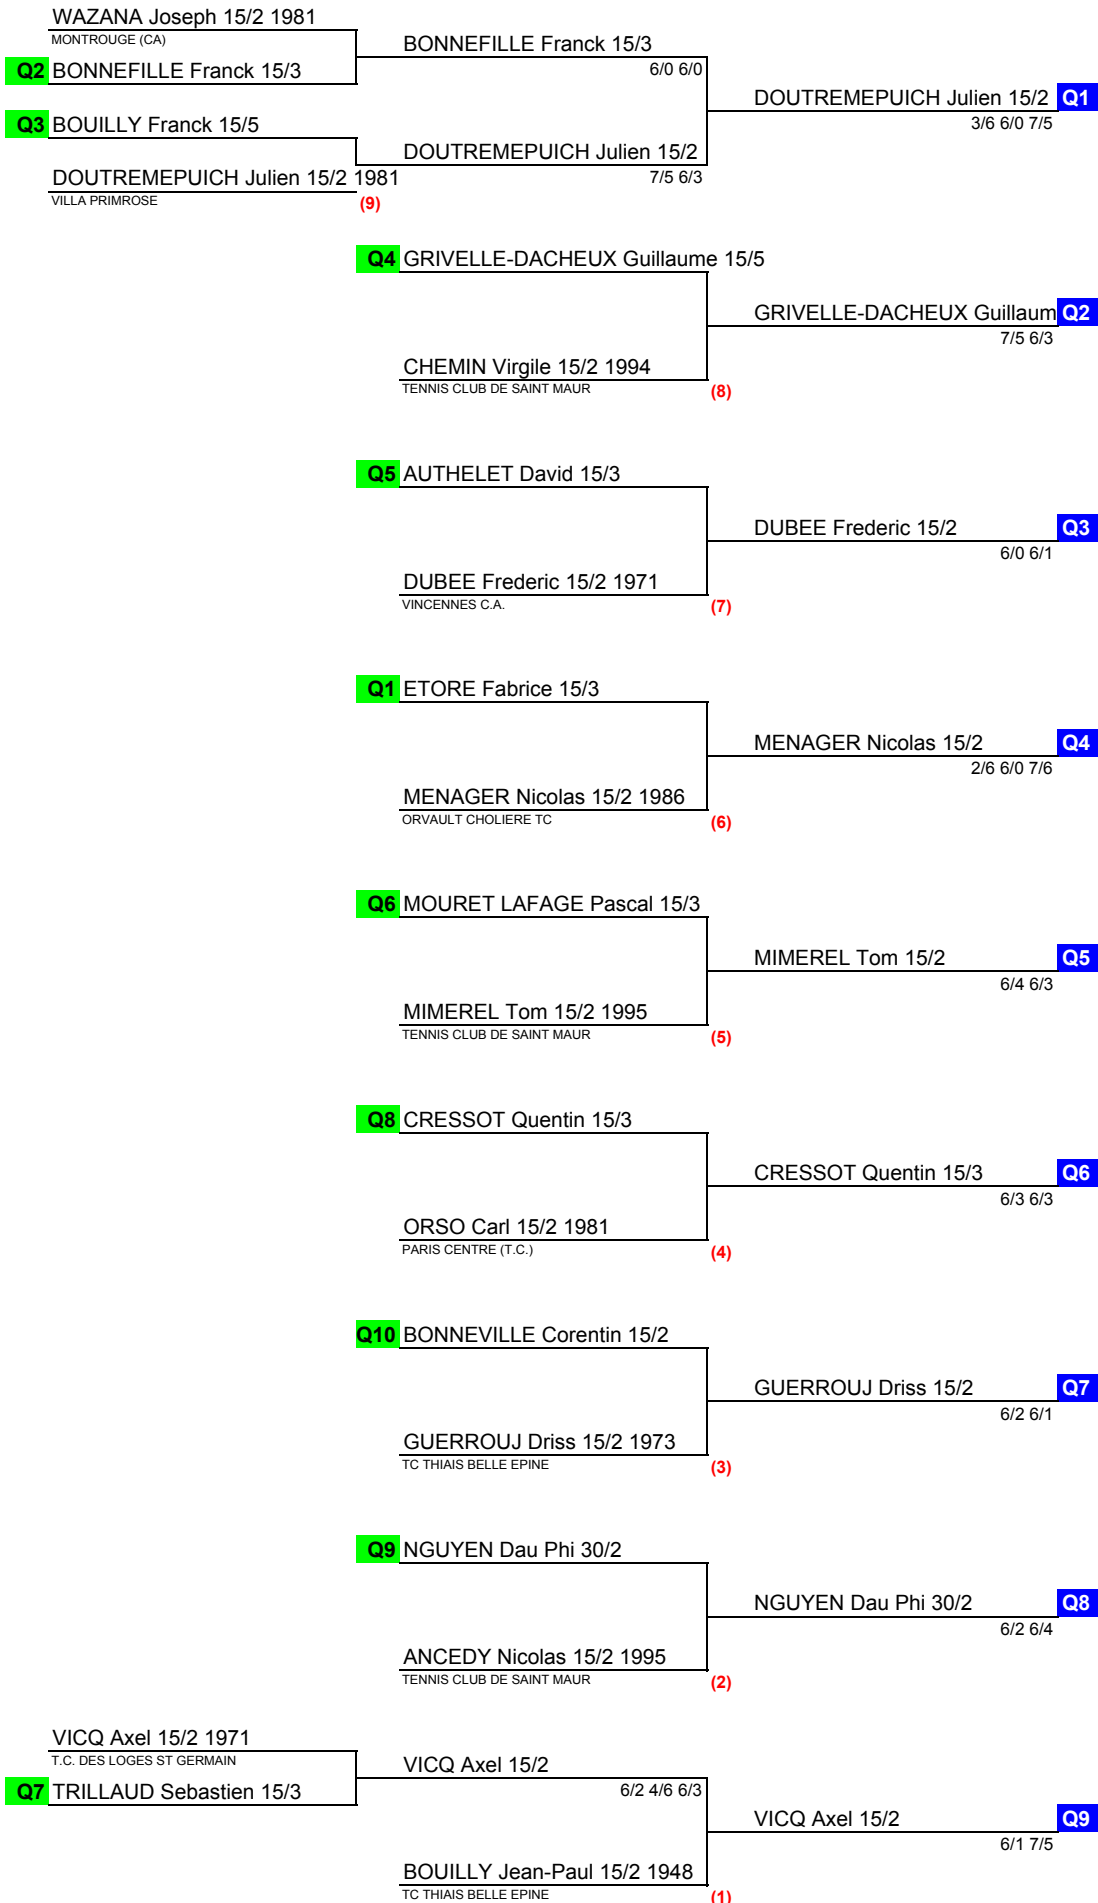 WAZANA Joseph 15/2 1981
MONTROUGE (CA)
BONNEFILLE Franck 15/3
6/0 6/0
Q2 BONNEFILLE Franck 15/3
DOUTREMEPUICH Julien 15/2 Q1
3/6 6/0 7/5
Q3 BOUILLY Franck 15/5
DOUTREMEPUICH Julien 15/2
7/5 6/3
DOUTREMEPUICH Julien 15/2 1981
VILLA PRIMROSE
(9)
Q4 GRIVELLE-DACHEUX Guillaume 15/5
GRIVELLE-DACHEUX Guillaum Q2
7/5 6/3
CHEMIN Virgile 15/2 1994
TENNIS CLUB DE SAINT MAUR
(8)
Q5 AUTHELET David 15/3
DUBEE Frederic 15/2 Q3
6/0 6/1
DUBEE Frederic 15/2 1971
VINCENNES C.A.
(7)
Q1 ETORE Fabrice 15/3
MENAGER Nicolas 15/2 Q4
2/6 6/0 7/6
MENAGER Nicolas 15/2 1986
ORVAULT CHOLIERE TC
(6)
Q6 MOURET LAFAGE Pascal 15/3
MIMEREL Tom 15/2 Q5
6/4 6/3
MIMEREL Tom 15/2 1995
TENNIS CLUB DE SAINT MAUR
(5)
Q8 CRESSOT Quentin 15/3
CRESSOT Quentin 15/3 Q6
6/3 6/3
ORSO Carl 15/2 1981
PARIS CENTRE (T.C.)
(4)
Q10 BONNEVILLE Corentin 15/2
GUERROUJ Driss 15/2 Q7
6/2 6/1
GUERROUJ Driss 15/2 1973
TC THIAIS BELLE EPINE
(3)
Q9 NGUYEN Dau Phi 30/2
NGUYEN Dau Phi 30/2 Q8
6/2 6/4
ANCEDY Nicolas 15/2 1995
TENNIS CLUB DE SAINT MAUR
(2)
VICQ Axel 15/2 1971
T.C. DES LOGES ST GERMAIN
VICQ Axel 15/2
6/2 4/6 6/3
Q7 TRILLAUD Sebastien 15/3
VICQ Axel 15/2 Q9
6/1 7/5
BOUILLY Jean-Paul 15/2 1948
TC THIAIS BELLE EPINE
(1)